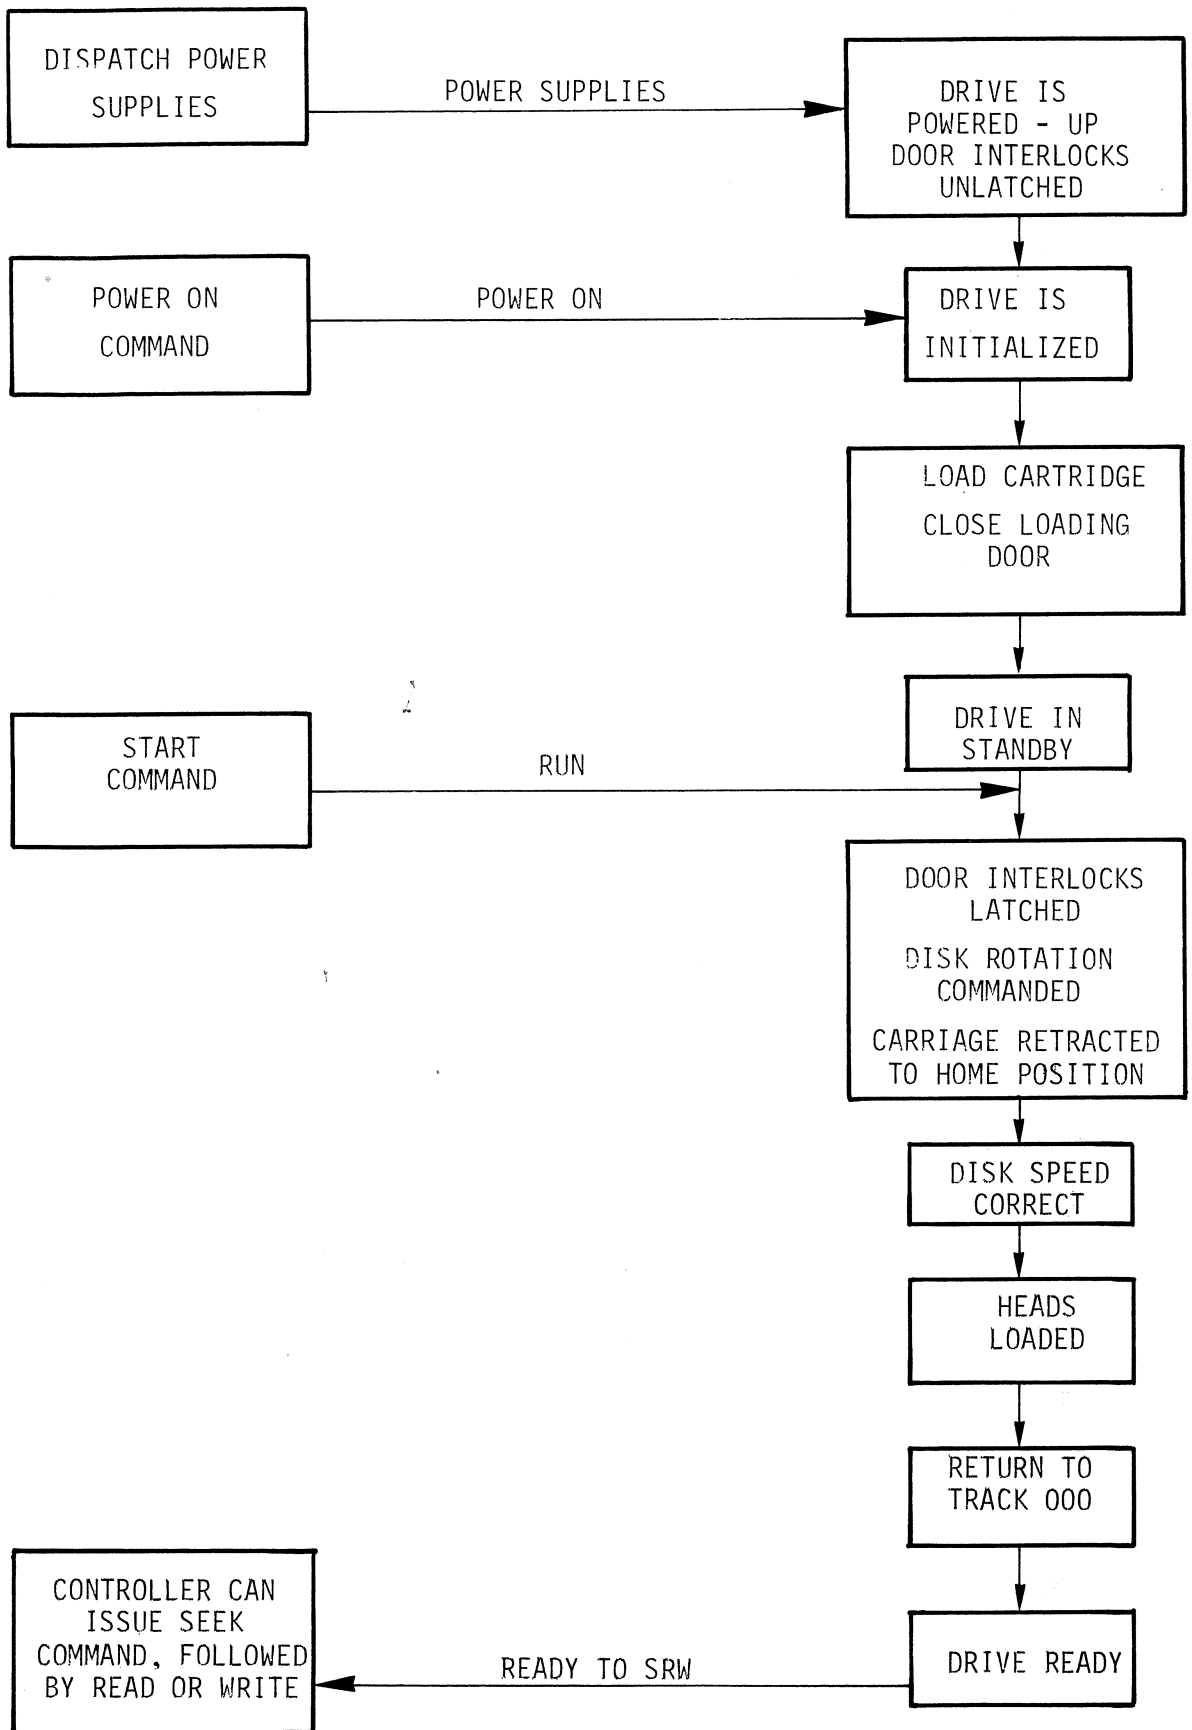 DISPATCH POWER
SUPPLIES
POWER SUPPLIES
DRIVE IS
POWERED - UP
DOOR INTERLOCKS
UNLATCHED
POWER ON
COMMAND
POWER ON
DRIVE IS
INITIALIZED
LOAD CARTRIDGE
CLOSE LOADING
DOOR
DRIVE IN
STANDBY
START
COMMAND
RUN
DOOR INTERLOCKS
LATCHED
DISK ROTATION
COMMANDED
CARRIAGE RETRACTED
TO HOME POSITION
DISK SPEED
CORRECT
HEADS
LOADED
RETURN TO
TRACK 000
CONTROLLER CAN
ISSUE SEEK
COMMAND, FOLLOWED
BY READ OR WRITE
READY TO SRW
DRIVE READY